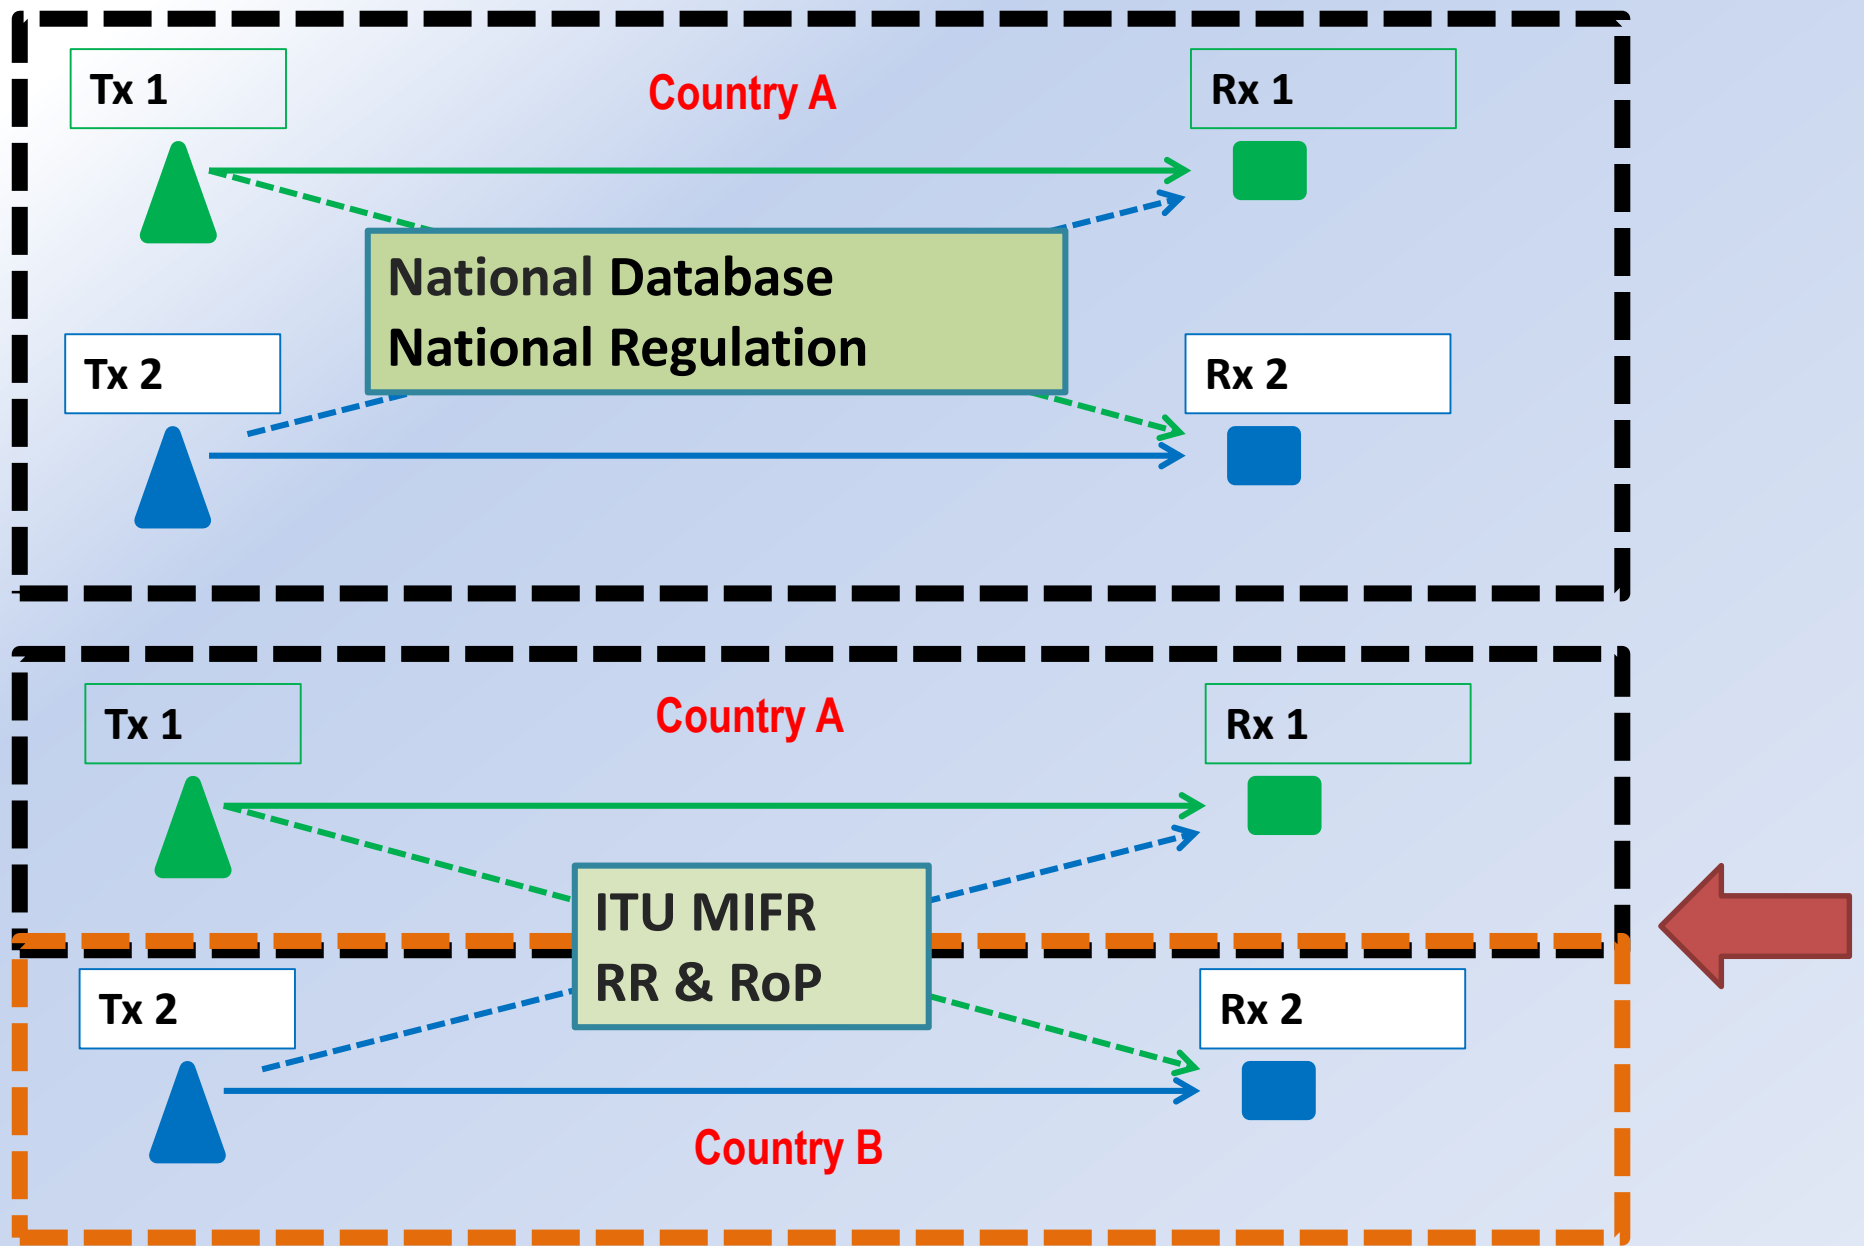 Tx 1
Country A
Rx 1
National Database
National Regulation
Tx 2
Rx 2
Tx 1
Country A
Rx 1
ITU MIFR
RR & RoP
Tx 2
Rx 2
Country B